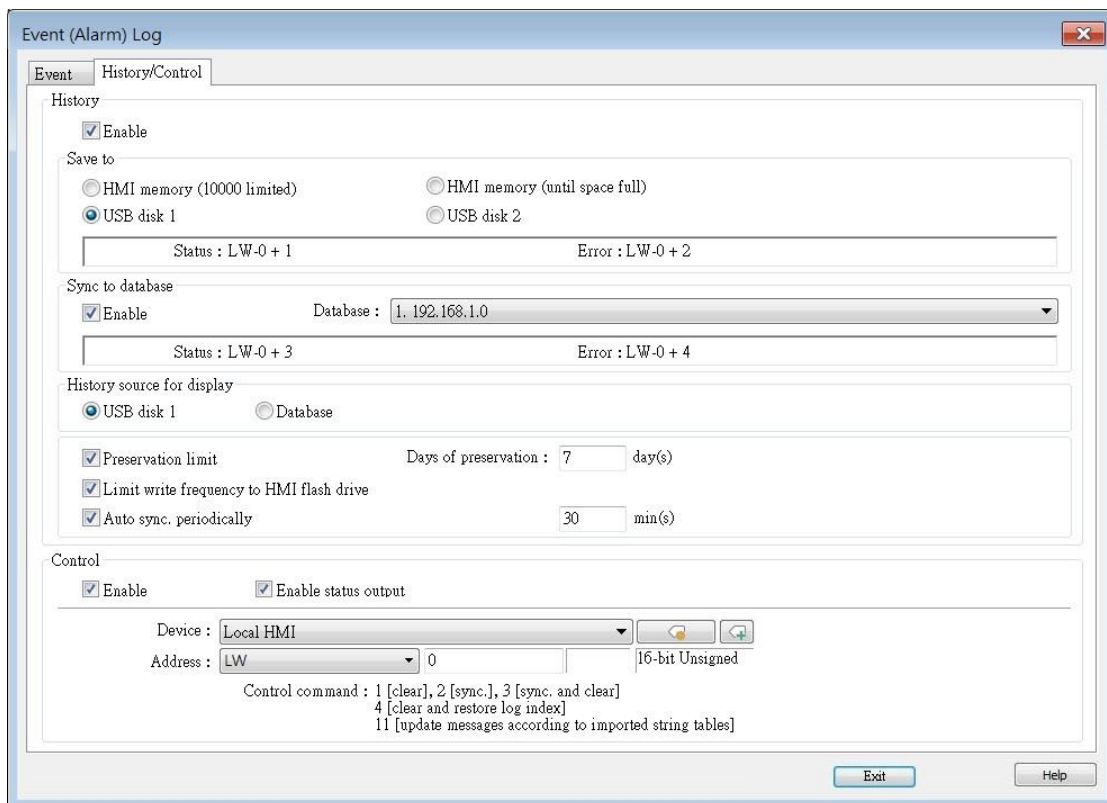 Event (Alarm) Log
Event
History/Control
History
Enable
Save to
HMI memory (10000 limited)
HMI memory (until space full)
USB disk 1
USB disk 2
Status : LW-0 + 1
Error : LW-0 + 2
Sync to database
Enable
Database :
1. 192.168.1.0
Status : LW-0 + 3
Error : LW-0 + 4
History source for display
USB disk 1
Database
Preservation limit
Days of preservation :
7
day(s)
Limit write frequency to HMI flash drive
Auto sync. periodically
30
min(s)
Control
Enable
Enable status output
Device :
Local HMI
Address :
LW
0
16-bit Unsigned
Control command : 1 [clear], 2 [sync.], 3 [sync. and clear]
4 [clear and restore log index]
11 [update messages according to imported string tables]
Exit
Help